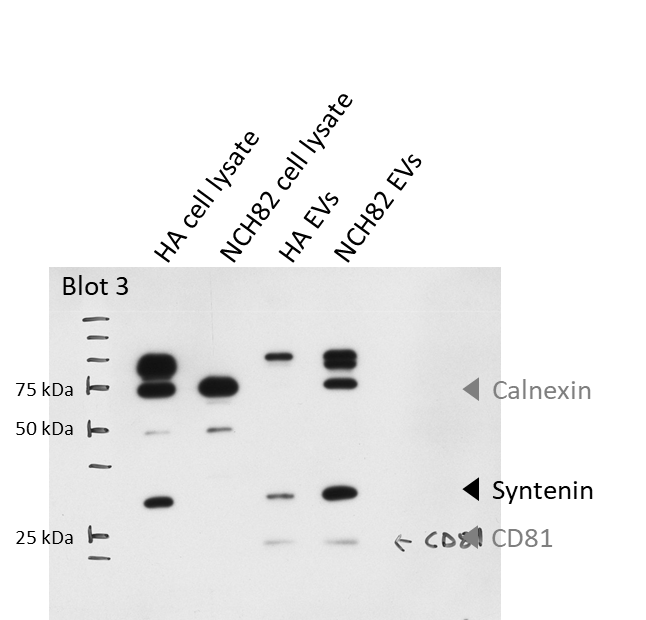 HA cell lysate
NCH82 cell lysate
HA EVs
NCH82 EVs
Blot 3
75 kDa
Calnexin
50 kDa
Syntenin
25 kDa
← CD81
CD81